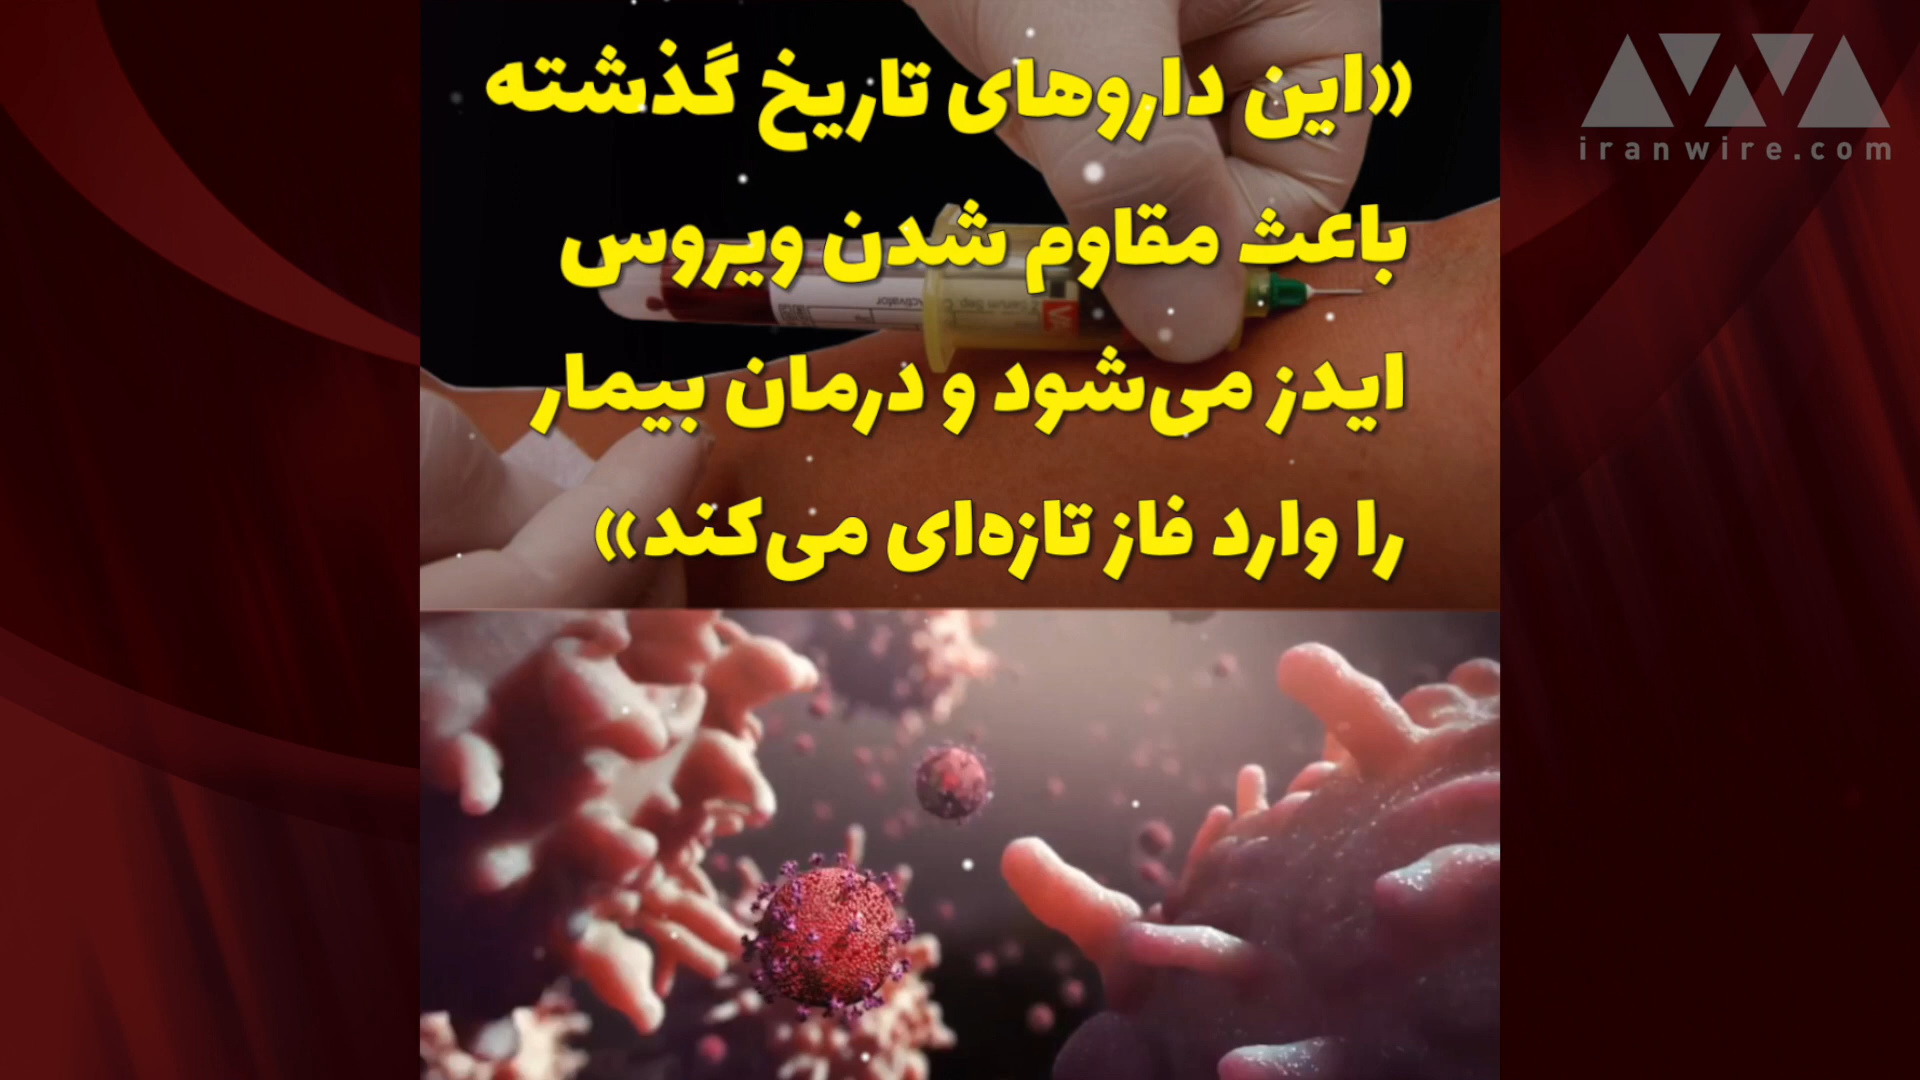 «این داروهای تاریخ گذشته
باعث مقاوم شدن ویروس
ایدز می‌شود و درمان بیمار
را وارد فاز تازه‌ای می‌کند»
iranwire.com